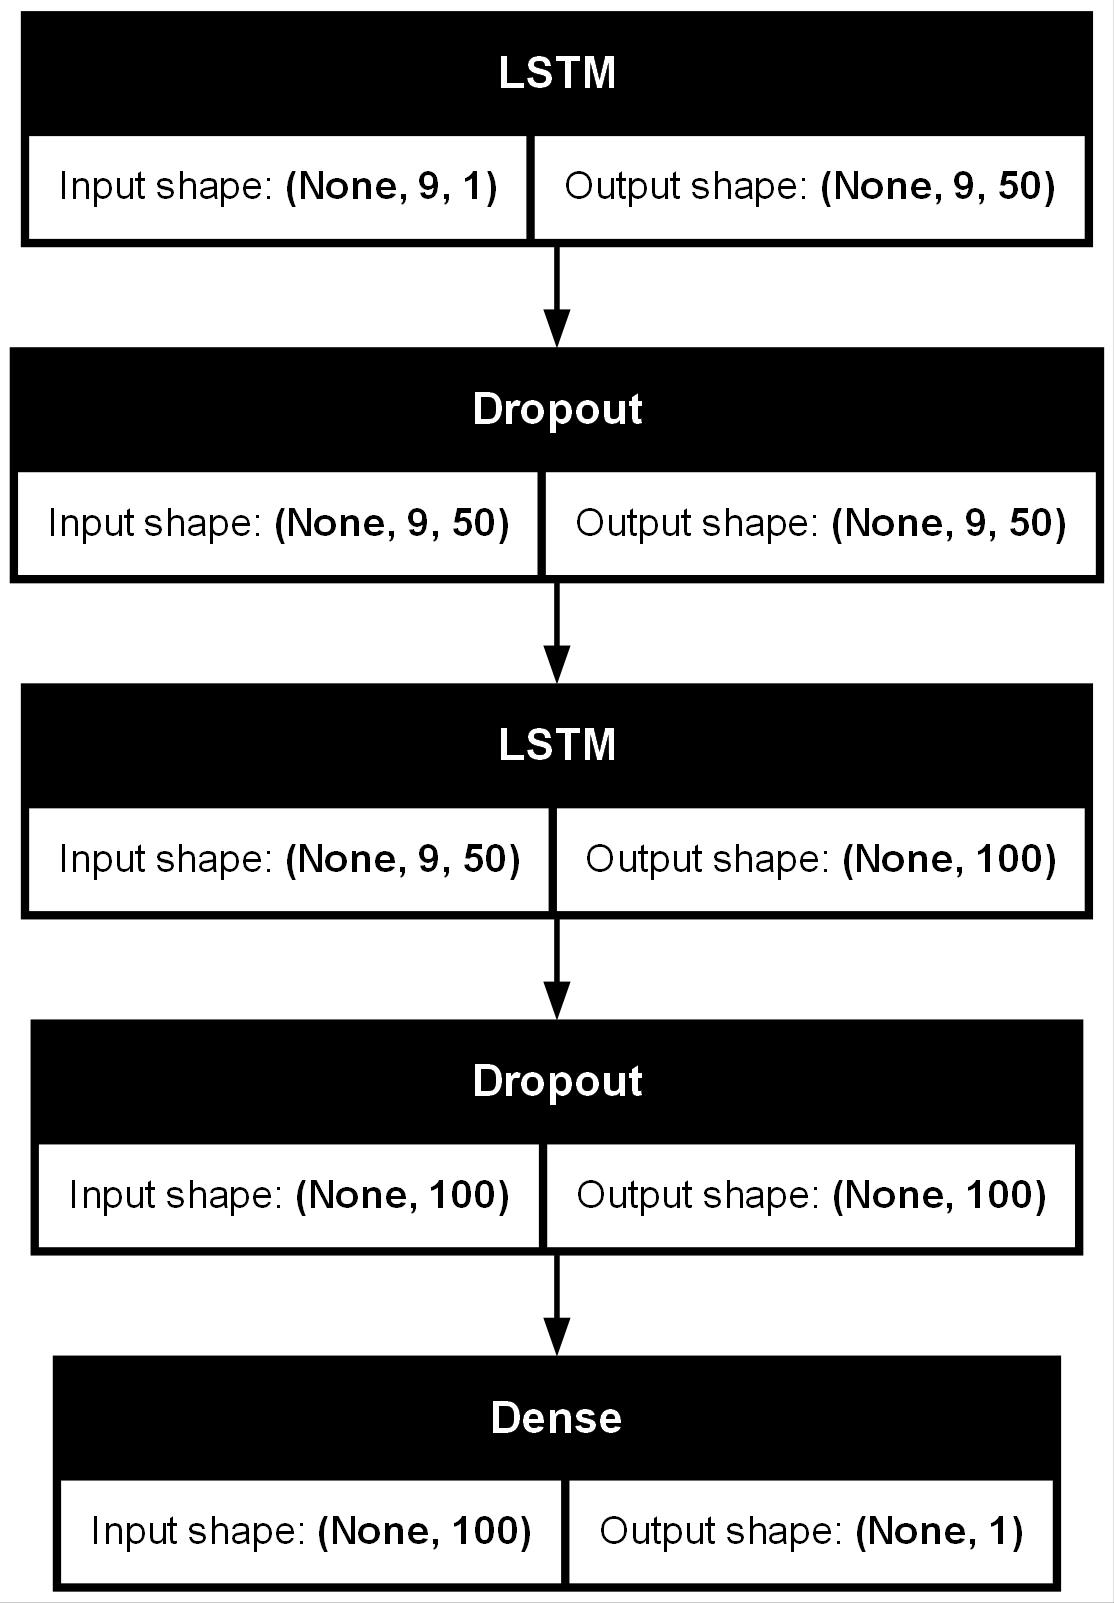 LSTM
Input shape: (None, 9, 1) Output shape: (None, 9, 50)
Dropout
Input shape: (None, 9, 50) Output shape: (None, 9, 50)
LSTM
Input shape: (None, 9, 50) Output shape: (None, 100)
Dropout
Input shape: (None, 100) Output shape: (None, 100)
Dense
Input shape: (None, 100) Output shape: (None, 1)